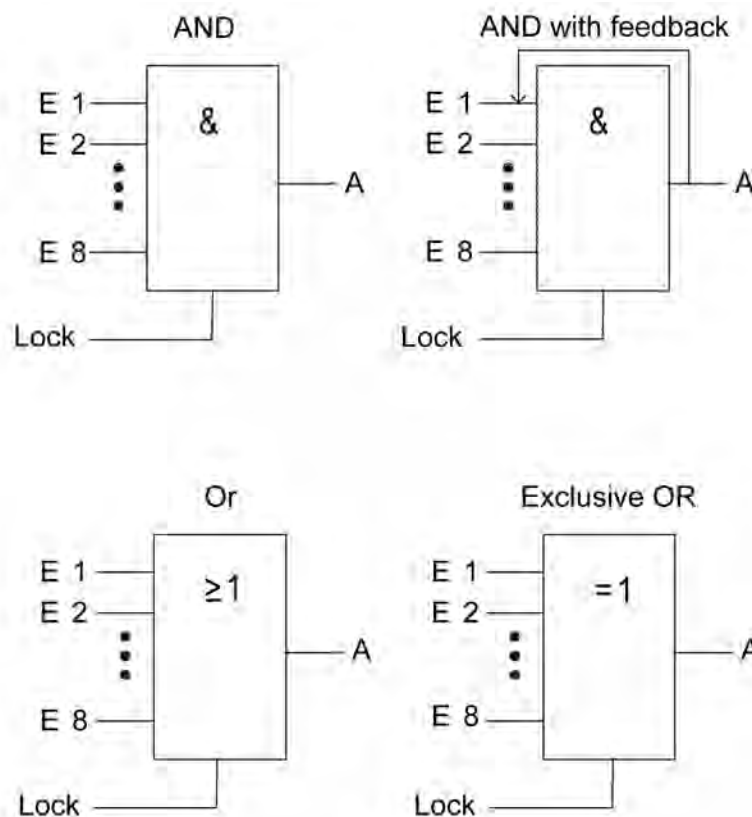 AND
E 1
&
E 2
A
E 8
Lock
AND with feedback
E 1
&
E 2
A
E 8
Lock
Or
E 1
≥1
E 2
A
E 8
Lock
Exclusive OR
E 1
=1
E 2
A
E 8
Lock